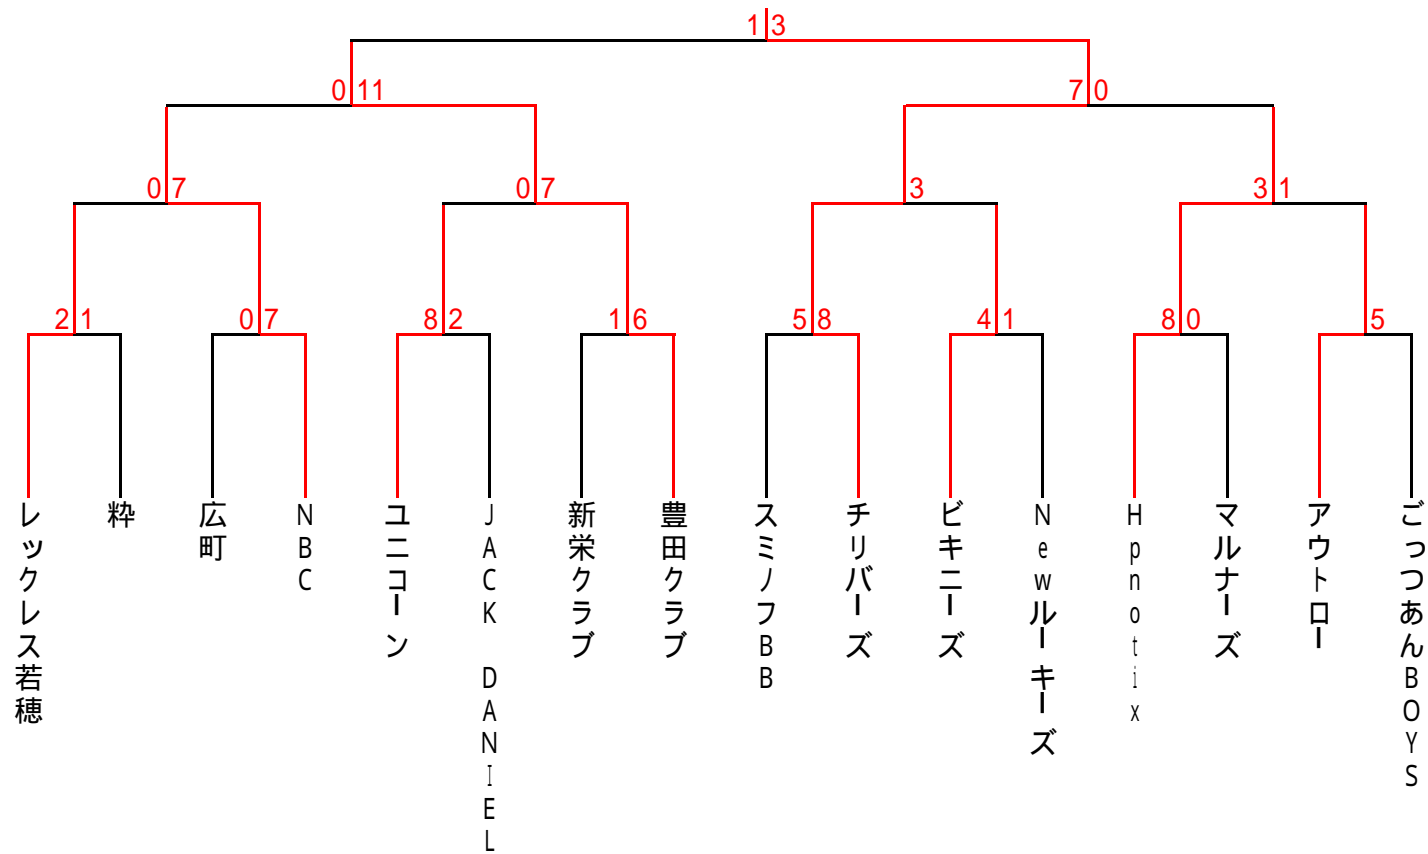 1 3
0 11
7 0
0 7
0 7
3
3 1
2 1
0 7
8 2
1 6
5 8
4 1
8 0
5
レックレス若穂
粋
広町
NBC
ユニコーン
JACK DANIEL
新栄クラブ
豊田クラブ
スミノフBB
チリバーズ
ビキニーズ
Newルーキーズ
Hpnotix
マルナーズ
アウトロー
ごっつあんBOYS